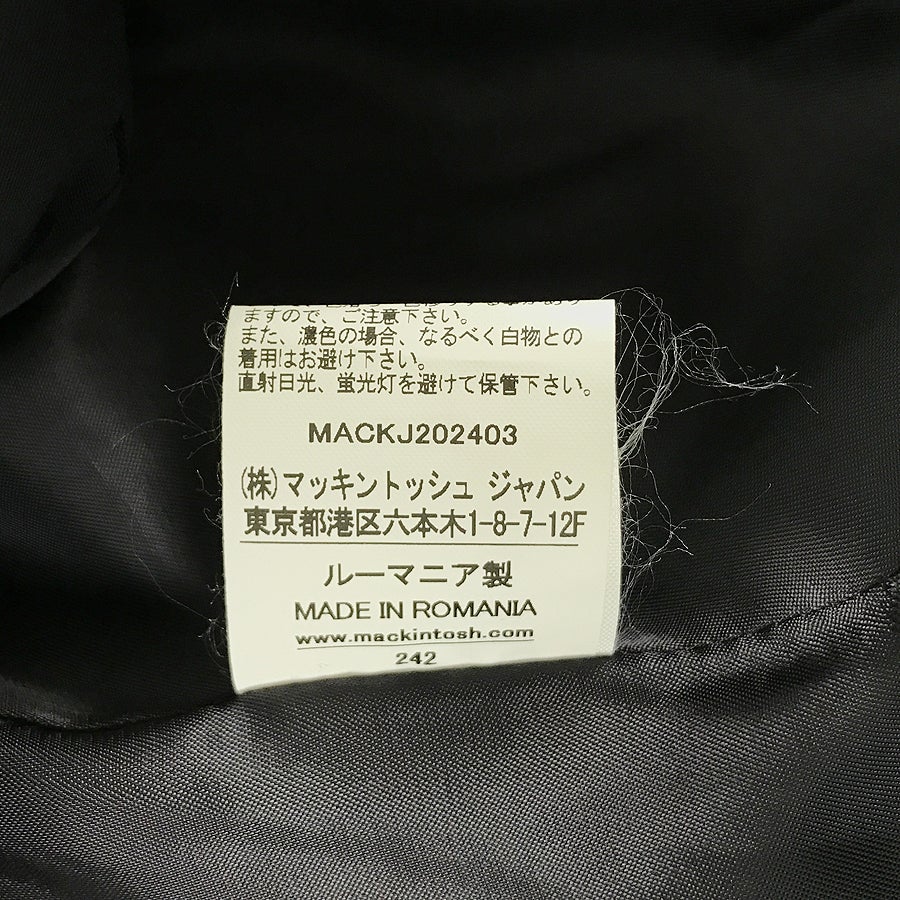 ますので、ご注意下さい。
また、濃色の場合、なるべく白物との
着用はお避け下さい。
直射日光、蛍光灯を避けて保管下さい。
MACKJ202403
(株)マッキントッシュ ジャパン
東京都港区六本木1-8-7-12F
ルーマニア製
MADE IN ROMANIA
www.mackintosh.com
242